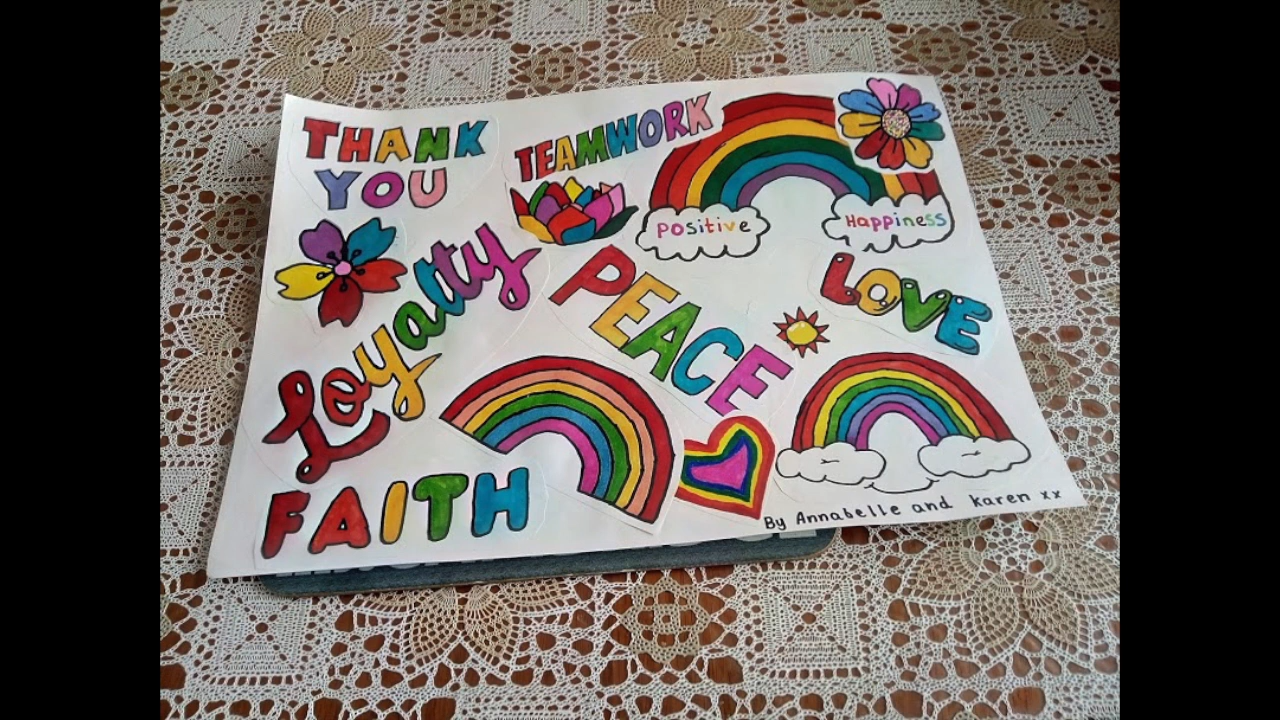 THANK
YOU
TEAMWORK
Positive
Happiness
Loyalty
PEACE
LOVE
FAITH
By Annabelle and karen xx